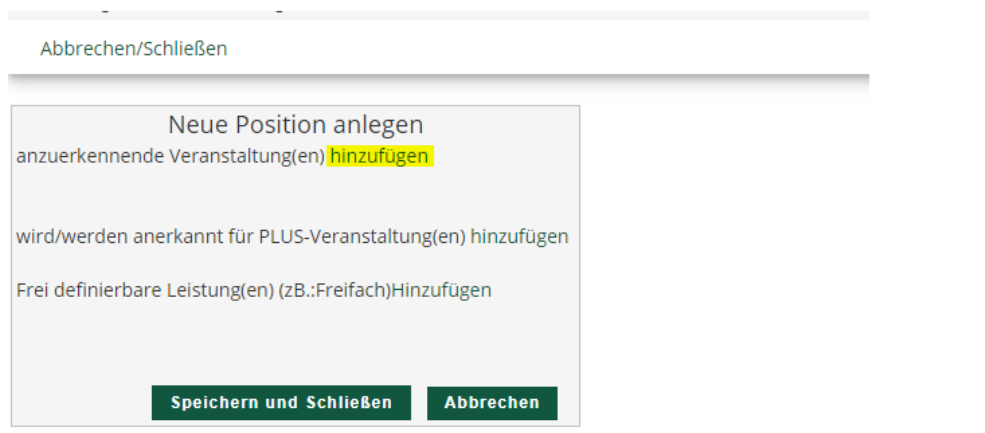 Abbrechen/Schließen
Neue Position anlegen
anzuerkennende Veranstaltung(en) hinzufügen
wird/werden anerkannt für PLUS-Veranstaltung(en) hinzufügen
Frei definierbare Leistung(en) (zB.:Freifach)Hinzufügen
Speichern und Schließen Abbrechen